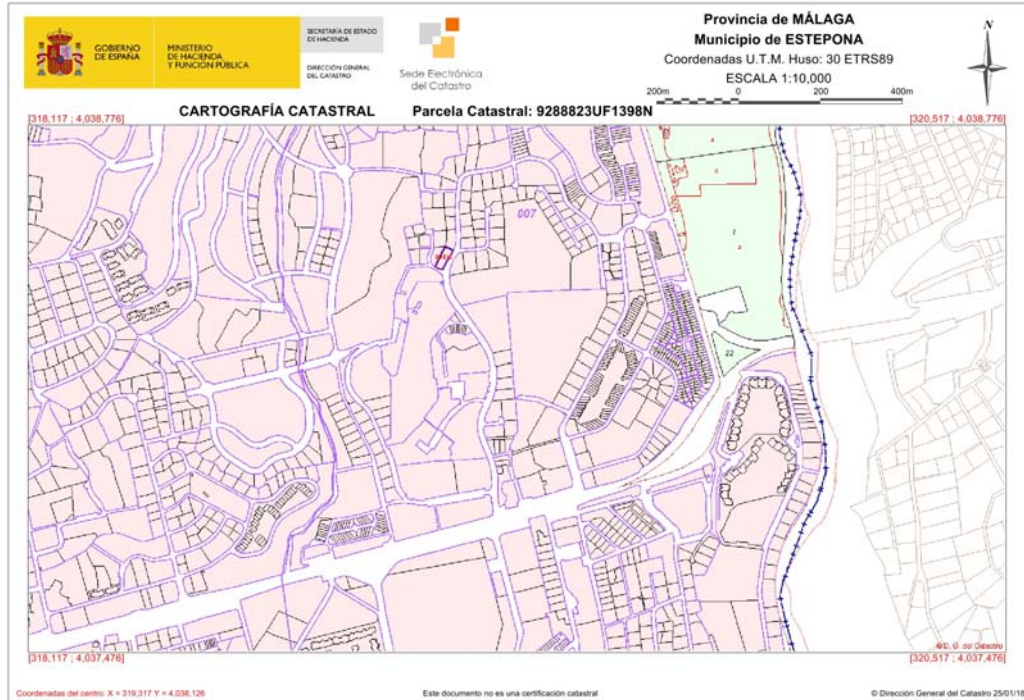 GOBIERNO
DE ESPAÑA
MINISTERIO
DE HACIENDA
Y FUNCIÓN PÚBLICA
SECRETARÍA DE ESTADO
DE HACIENDA
DIRECCIÓN GENERAL
DEL CATASTRO
Sede Electrónica
del Catastro
Provincia de MÁLAGA
Municipio de ESTEPONA
Coordenadas U.T.M. Huso: 30 ETRS89
ESCALA 1:10,000
200m 0 200 400m
N
CARTOGRAFÍA CATASTRAL Parcela Catastral: 9288823UF1398N
[318,117 ; 4,038,776] [320,517 ; 4,038,776]
007
1
22
© D. G. del Catastro
[318,117 ; 4,037,476] [320,517 ; 4,037,476]
Coordenadas del centro: X = 319,317 Y = 4,038,126 Este documento no es una certificación catastral © Dirección General del Catastro 25/01/18